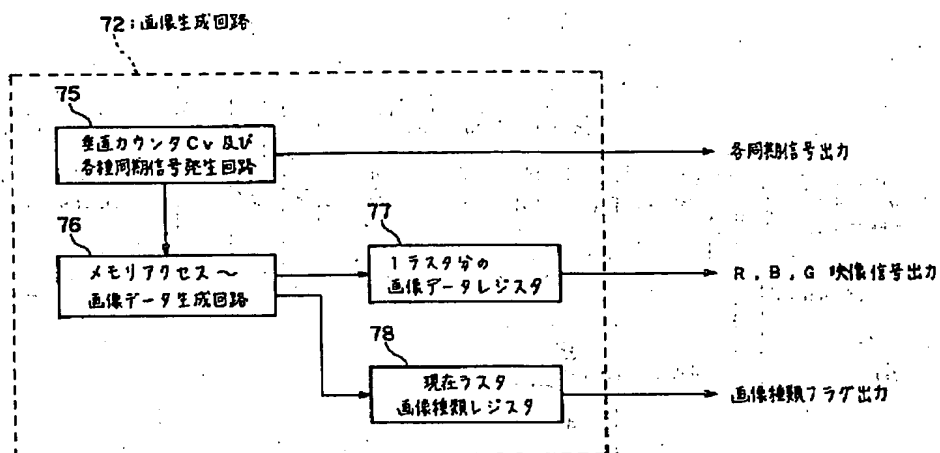 72:画像生成回路
75
垂直カウンタCv及び
各種同期信号発生回路
各同期信号出力
76
メモリアクセス～
画像データ生成回路
77
1ラスタ分の
画像データレジスタ
R,B,G 映像信号出力
78
現在ラスタ
画像種類レジスタ
画像種類フラグ出力